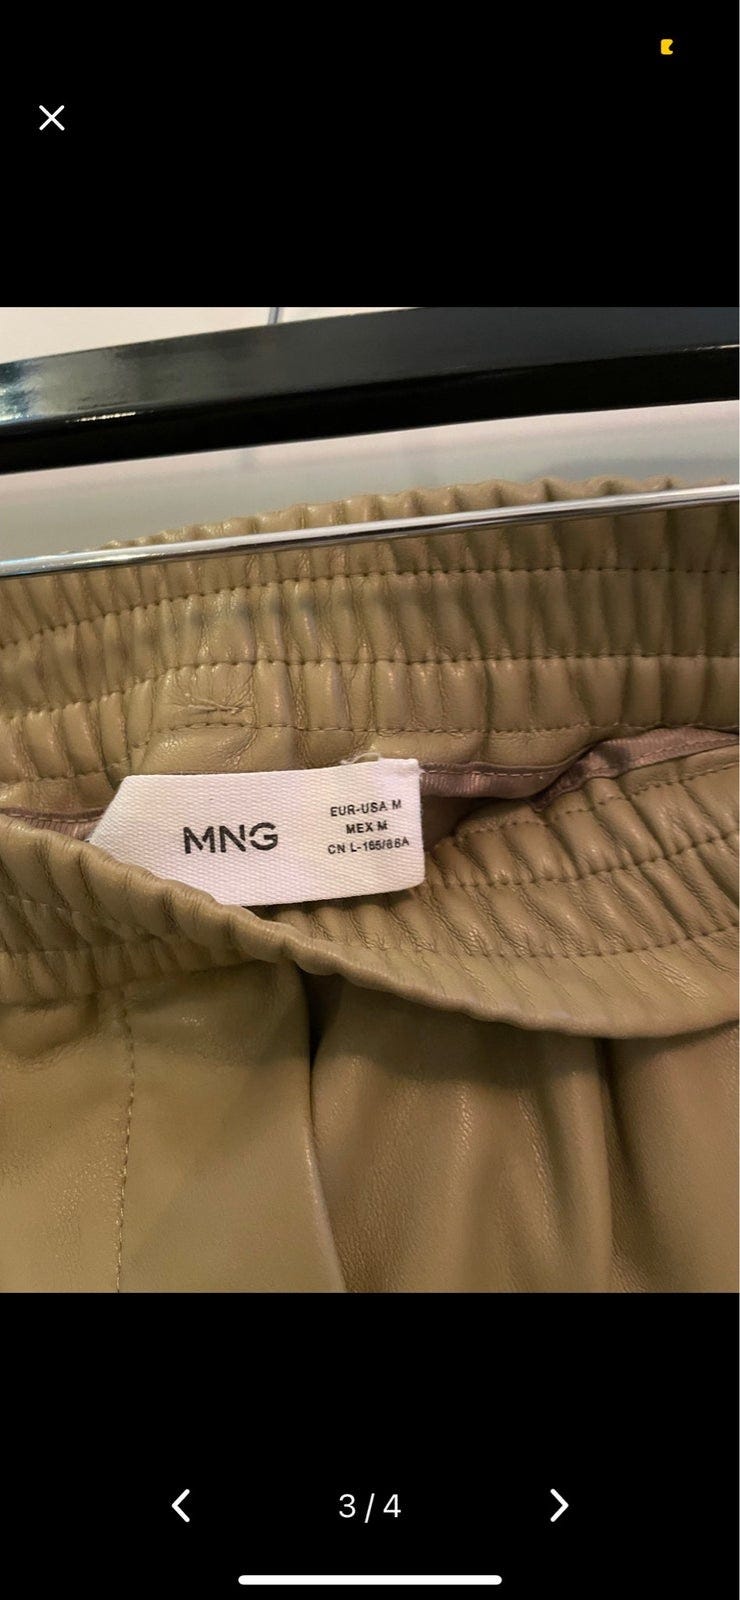 MNG
EUR-USA M
MEX M
CN L-165/68A
3 / 4